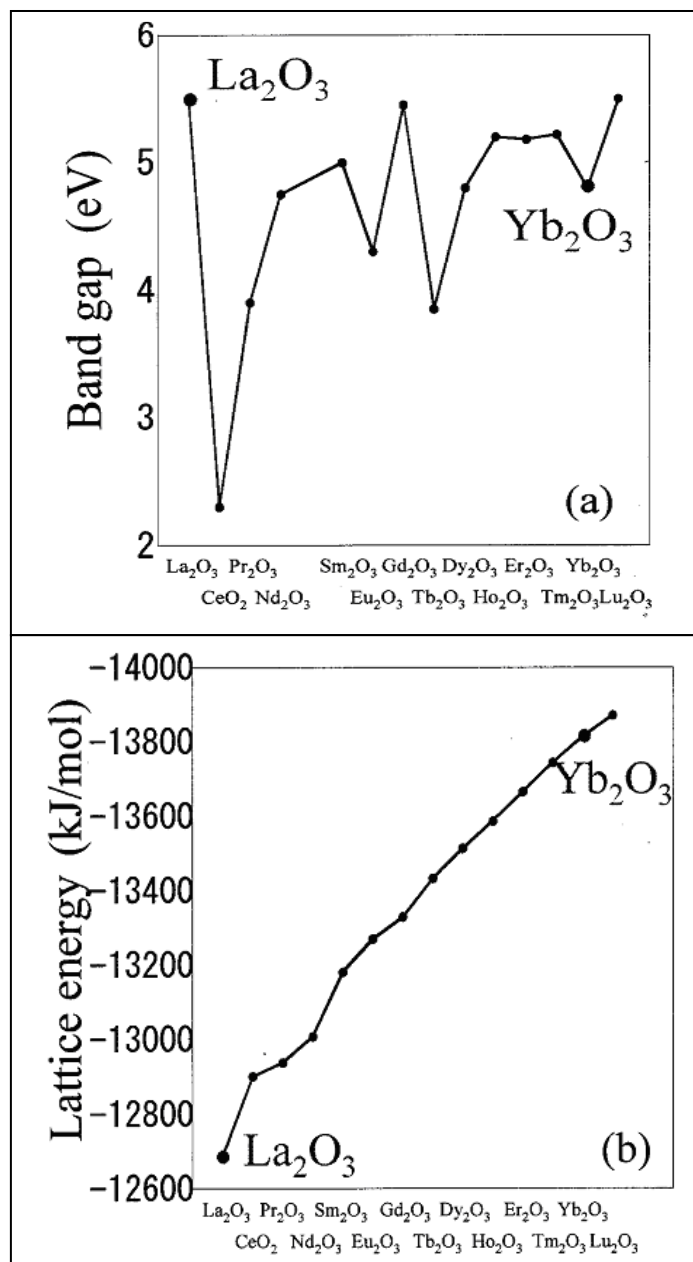 6
La₂O₃
5
Yb₂O₃
4
3
(a)
2
Band gap (eV)
La₂O₃ Pr₂O₃ Sm₂O₃ Gd₂O₃ Dy₂O₃ Er₂O₃ Yb₂O₃
CeO₂ Nd₂O₃ Eu₂O₃ Tb₂O₃ Ho₂O₃ Tm₂O₃ Lu₂O₃
-14000
-13800
Yb₂O₃
-13600
-13400
-13200
-13000
-12800
La₂O₃
(b)
-12600
Lattice energy (kJ/mol)
La₂O₃ Pr₂O₃ Sm₂O₃ Gd₂O₃ Dy₂O₃ Er₂O₃ Yb₂O₃
CeO₂ Nd₂O₃ Eu₂O₃ Tb₂O₃ Ho₂O₃ Tm₂O₃ Lu₂O₃